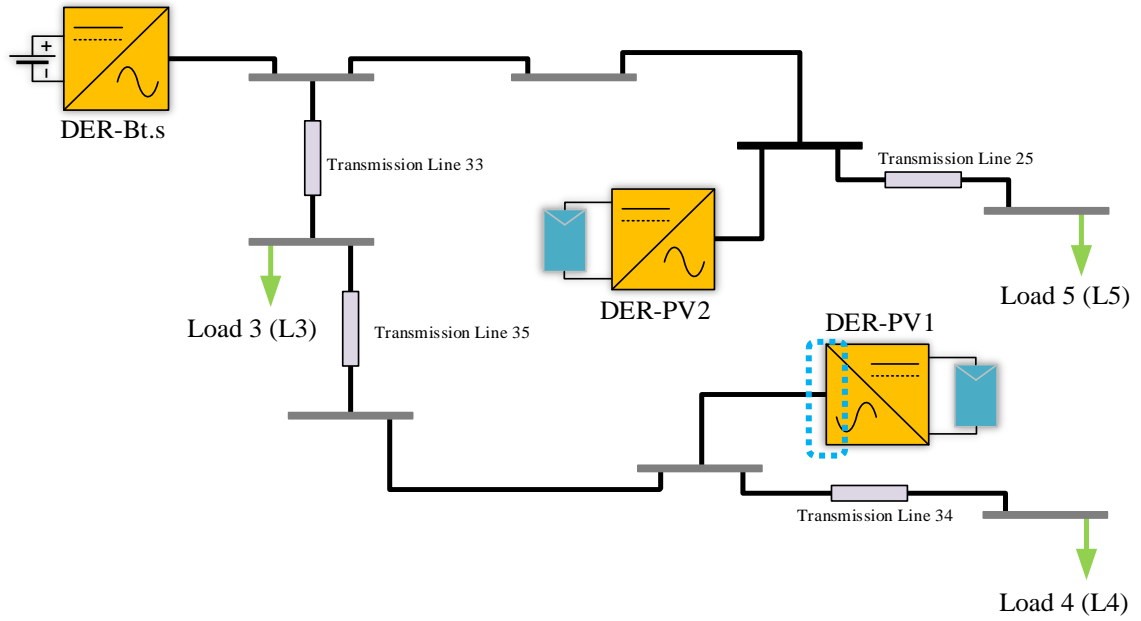 +
–
DER-Bt.s
Transmission Line 33
Transmission Line 25
DER-PV2
Load 5 (L5)
Load 3 (L3)
Transmission Line 35
DER-PV1
Transmission Line 34
Load 4 (L4)